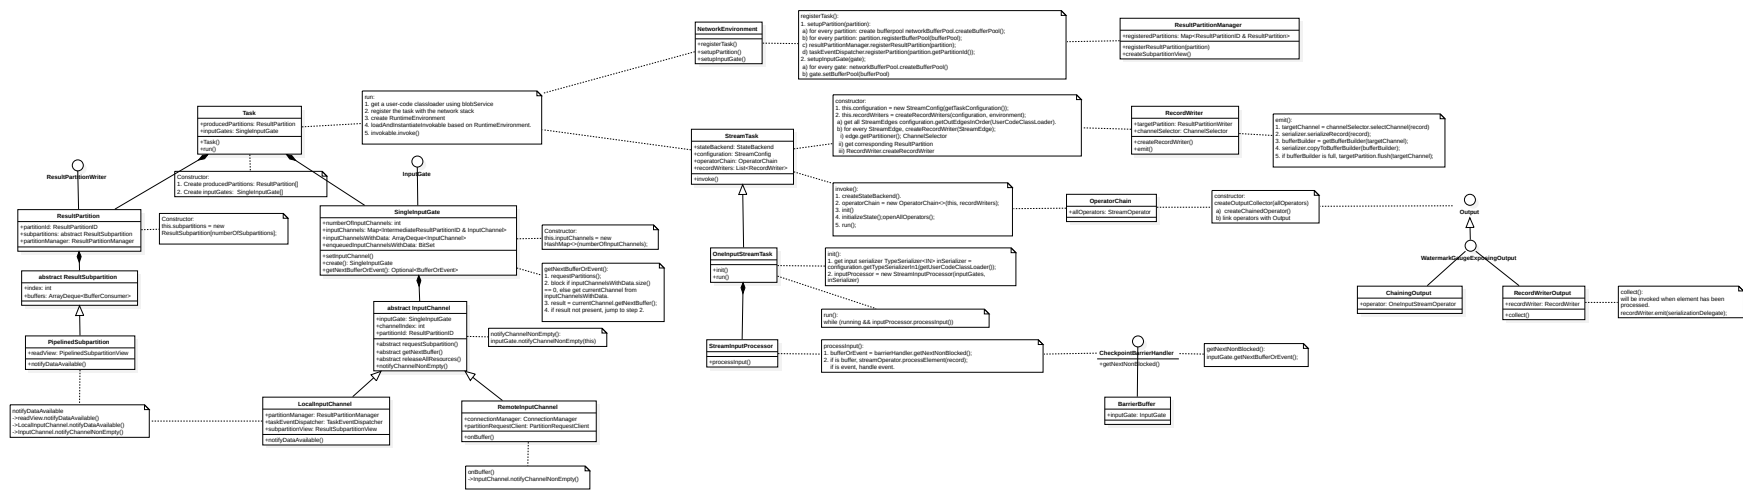 NetworkEnvironment
+registerTask()
+setupPartition()
+setupInputGate()
registerTask():
1. setupPartition(partition):
a) for every partition: create bufferpool networkBufferPool.createBufferPool();
b) for every partition: partition.registerBufferPool(bufferPool);
c) resultPartitionManager.registerResultPartition(partition);
d) taskEventDispatcher.registerPartition(partition.getPartitionId());
2. setupInputGate(gate);
a) for every gate: networkBufferPool.createBufferPool()
b) gate.setBufferPool(bufferPool)
ResultPartitionManager
+registeredPartitions: Map<ResultPartitionID & ResultPartition>
+registerResultPartition(partition)
+createSubpartitionView()
run:
1. get a user-code classloader using blobService
2. register the task with the network stack
3. create RuntimeEnvironment
4. loadAndInstantiateInvokable based on RuntimeEnvironment.
5. invokable.invoke()
Task
+producedPartitions: ResultPartition
+inputGates: SingleInputGate
+Task()
+run()
Constructor:
1. Create producedPartitions: ResultPartition[]
2. Create inputGates:  SingleInputGate[]
ResultPartitionWriter
InputGate
StreamTask
+stateBackend: StateBackend
+configuration: StreamConfig
+operatorChain: OperatorChain
+recordWriters: List<RecordWriter>
+invoke()
constructor:
1. this.configuration = new StreamConfig(getTaskConfiguration());
2. this.recordWriters = createRecordWriters(configuration, environment);
a) get all StreamEdges configuration.getOutEdgesInOrder(UserCodeClassLoader).
b) for every StreamEdge, createRecordWriter(StreamEdge);
i) edge.getPartitioner(); ChannelSelector
ii) get corresponding ResultPartition
iii) RecordWriter.createRecordWriter
RecordWriter
+targetPartition: ResultPartitionWriter
+channelSelector: ChannelSelector
+createRecordWriter()
+emit()
emit():
1. targetChannel = channelSelector.selectChannel(record)
2. serializer.serializeRecord(record);
3. bufferBuilder = getBufferBuilder(targetChannel);
4. serializer.copyToBufferBuilder(bufferBuilder);
5. if bufferBuilder is full, targetPartition.flush(targetChannel);
invoke():
1. createStateBackend().
2. operatorChain = new OperatorChain<>(this, recordWriters);
3. init()
4. initializeState();openAllOperators();
5. run();
OperatorChain
+allOperators: StreamOperator
constructor:
createOutputCollector(allOperators)
a)  createChainedOperator()
b) link operators with Output
Output
WatermarkGaugeExposingOutput
ResultPartition
+partitionId: ResultPartitionID
+subpartitions: abstract ResultSubpartition
+partitionManager: ResultPartitionManager
Constructor:
this.subpartitions = new
ResultSubpartition[numberOfSubpartitions];
abstract ResultSubpartition
+index: int
+buffers: ArrayDeque<BufferConsumer>
PipelinedSubpartition
+readView: PipelinedSubpartitionView
+notifyDataAvailable()
notifyDataAvailable
->readView.notifyDataAvailable()
->LocalInputChannel.notifyDataAvailable()
->InputChannel.notifyChannelNonEmpty()
SingleInputGate
+numberOfInputChannels: int
+inputChannels: Map<IntermediateResultPartitionID & InputChannel>
+inputChannelsWithData: ArrayDeque<InputChannel>
+enqueuedInputChannelsWithData: BitSet
+setInputChannel()
+create(): SingleInputGate
+getNextBufferOrEvent(): Optional<BufferOrEvent>
Constructor:
this.inputChannels = new
HashMap<>(numberOfInputChannels);
getNextBufferOrEvent():
1. requestPartitions();
2. block if inputChannelsWithData.size()
== 0, else get currentChannel from
inputChannelsWithData.
3. result = currentChannel.getNextBuffer();
4. if result not present, jump to step 2.
abstract InputChannel
+inputGate: SingleInputGate
+channelIndex: int
+partitionId: ResultPartitionID
+abstract requestSubpartition()
+abstract getNextBuffer()
+abstract releaseAllResources()
+notifyChannelNonEmpty()
notifyChannelNonEmpty():
inputGate.notifyChannelNonEmpty(this)
LocalInputChannel
+partitionManager: ResultPartitionManager
+taskEventDispatcher: TaskEventDispatcher
+subpartitionView: ResultSubpartitionView
+notifyDataAvailable()
RemoteInputChannel
+connectionManager: ConnectionManager
+partitionRequestClient: PartitionRequestClient
+onBuffer()
onBuffer()
->InputChannel.notifyChannelNonEmpty()
OneInputStreamTask
+init()
+run()
init():
1. get input serializer TypeSerializer<IN> inSerializer =
configuration.getTypeSerializerIn1(getUserCodeClassLoader());
2. inputProcessor = new StreamInputProcessor(inputGates,
inSerializer)
run():
while (running && inputProcessor.processInput())
StreamInputProcessor
+processInput()
processInput():
1. bufferOrEvent = barrierHandler.getNextNonBlocked();
2. if is buffer, streamOperator.processElement(record);
if is event, handle event.
CheckpointBarrierHandler
+getNextNonBlocked()
getNextNonBlocked():
inputGate.getNextBufferOrEvent();
BarrierBuffer
+inputGate: InputGate
ChainingOutput
+operator: OneInputStreamOperator
RecordWriterOutput
+recordWriter: RecordWriter
+collect()
collect():
will be invoked when element has been
processed.
recordWriter.emit(serializationDelegate);